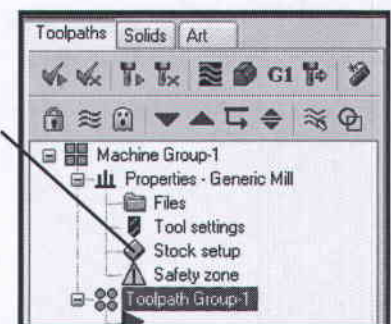 Toolpaths Solids Art
G1
Machine Group-1
Properties - Generic Mill
Files
Tool settings
Stock setup
Safety zone
Toolpath Group-1